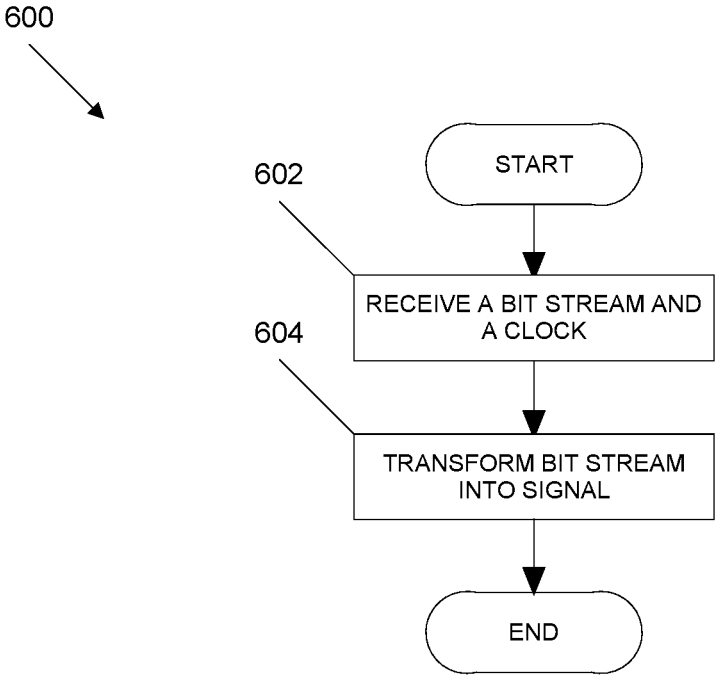 600
START
602
RECEIVE A BIT STREAM AND
A CLOCK
604
TRANSFORM BIT STREAM
INTO SIGNAL
END